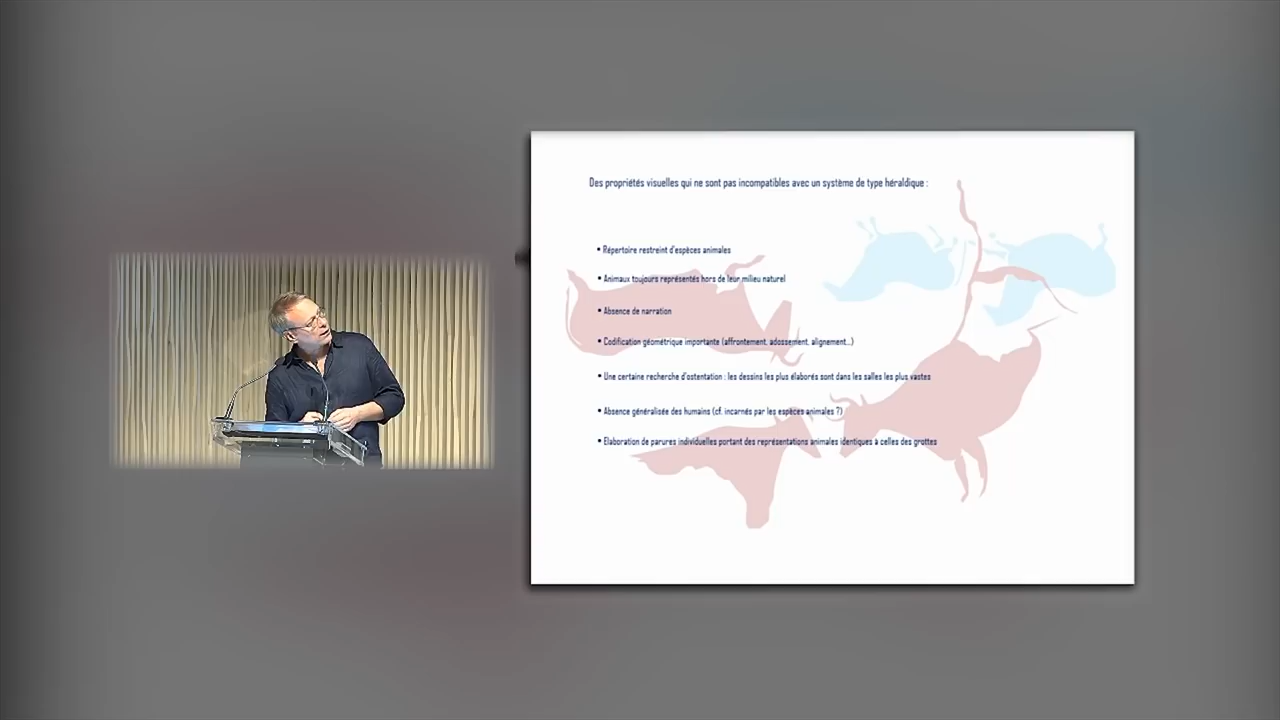 Des propriétés visuelles qui ne sont pas incompatibles avec un système de type héraldique :
• Répertoire restreint d'espèces animales
• Animaux toujours représentés hors de leur milieu naturel
• Absence de narration
• Codification géométrique importante (affrontement, adossement, alignement...)
• Une certaine recherche d'ostentation : les dessins les plus élaborés sont dans les salles les plus vastes
• Absence généralisée des humains (cf. incarnés par les espèces animales ?)
• Elaboration de parures individuelles portant des représentations animales identiques à celles des grottes